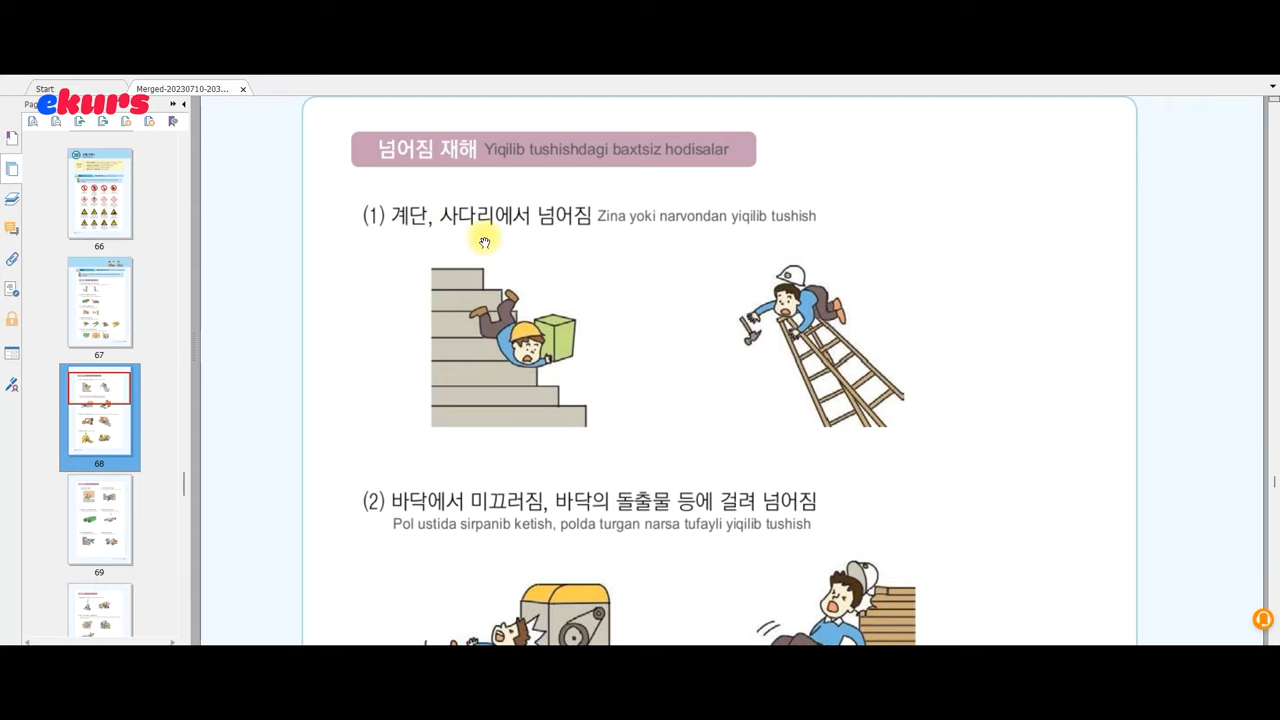 Start
Merged-20230710-203...
ekurs
넘어짐 재해 Yiqilib tushishdagi baxtsiz hodisalar
(1) 계단, 사다리에서 넘어짐 Zina yoki narvondan yiqilib tushish
(2) 바닥에서 미끄러짐, 바닥의 돌출물 등에 걸려 넘어짐
Pol ustida sirpanib ketish, polda turgan narsa tufayli yiqilib tushish
66
67
68
69